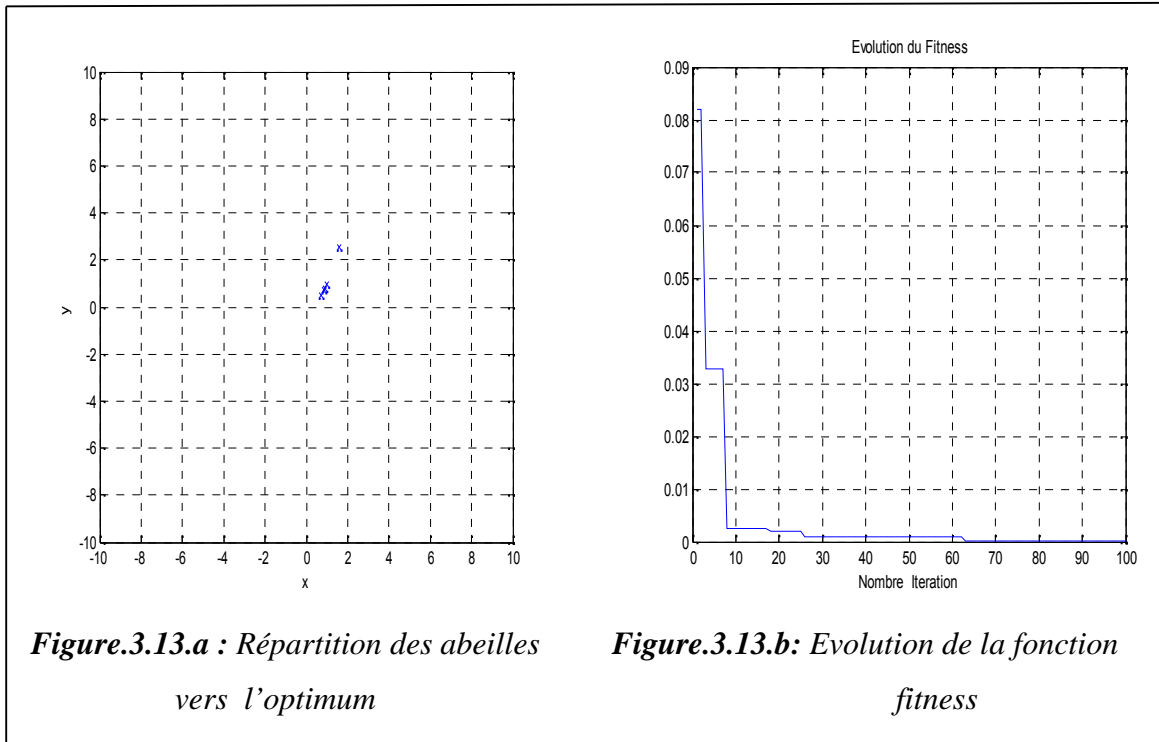 10
8
6
4
2
0
-2
-4
-6
-8
-10
-10 -8 -6 -4 -2 0 2 4 6 8 10
x
y
Evolution du Fitness
0.09
0.08
0.07
0.06
0.05
0.04
0.03
0.02
0.01
0
0 10 20 30 40 50 60 70 80 90 100
Nombre Iteration
Figure.3.13.a : Répartition des abeilles
vers l’optimum
Figure.3.13.b: Evolution de la fonction
fitness